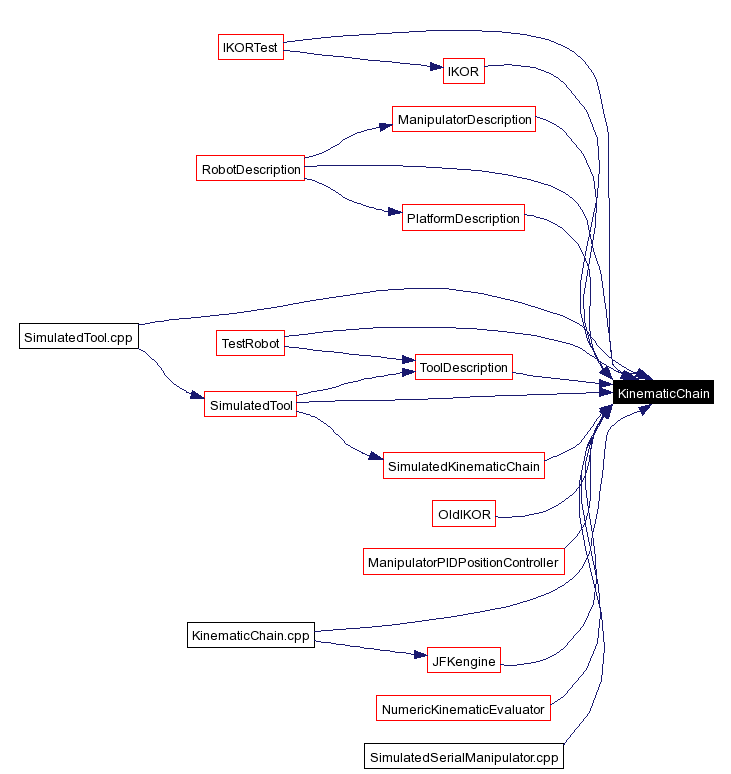 IKORTest
IKOR
ManipulatorDescription
RobotDescription
PlatformDescription
SimulatedTool.cpp
TestRobot
ToolDescription
KinematicChain
SimulatedTool
SimulatedKinematicChain
OldIKOR
ManipulatorPIDPositionController
KinematicChain.cpp
JFKengine
NumericKinematicEvaluator
SimulatedSerialManipulator.cpp